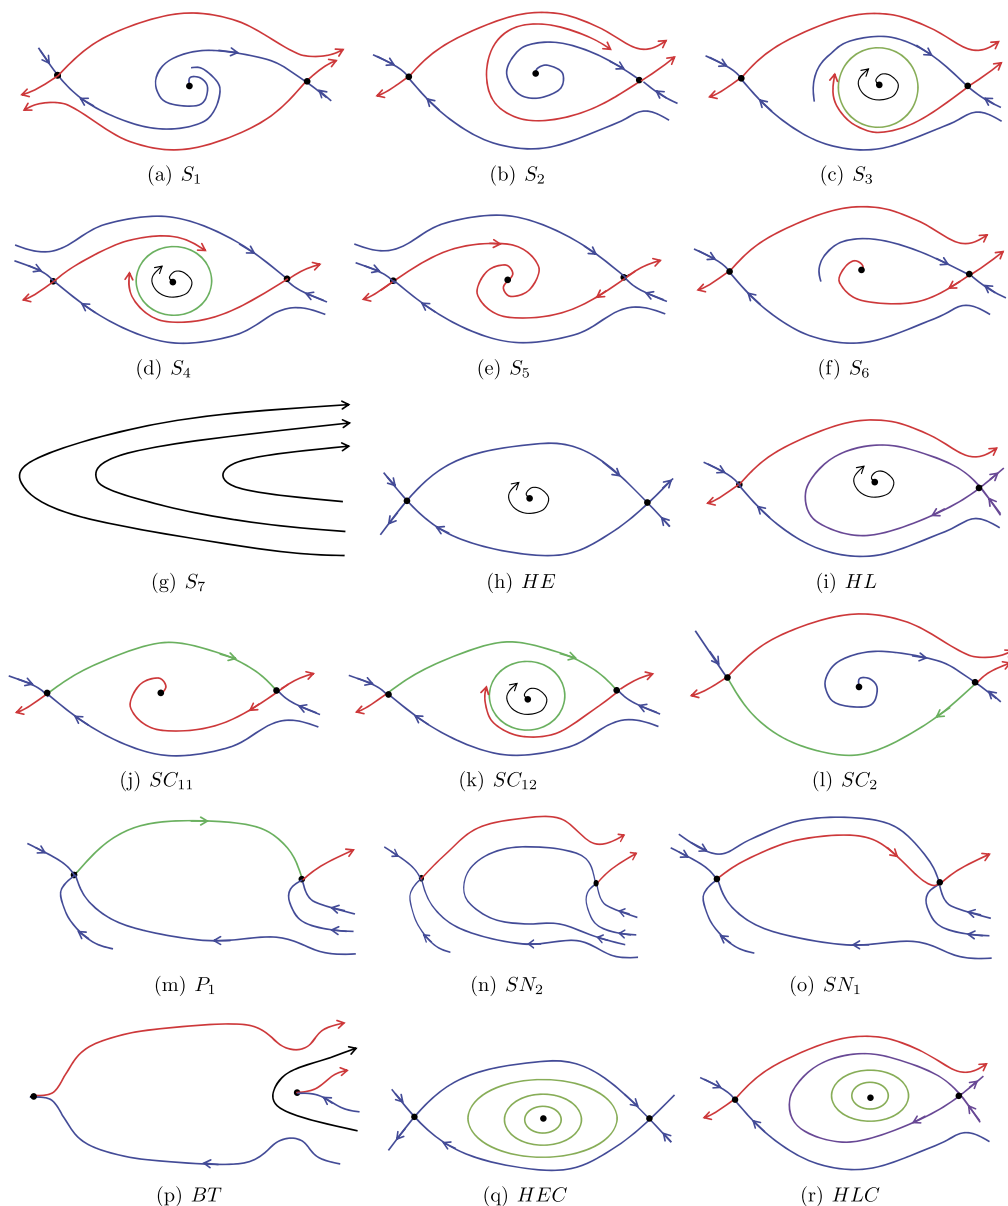 (a) S₁ (b) S₂ (c) S₃
(d) S₄ (e) S₅ (f) S₆
(g) S₇ (h) HE (i) HL
(j) SC₁₁ (k) SC₁₂ (l) SC₂
(m) P₁ (n) SN₂ (o) SN₁
(p) BT (q) HEC (r) HLC